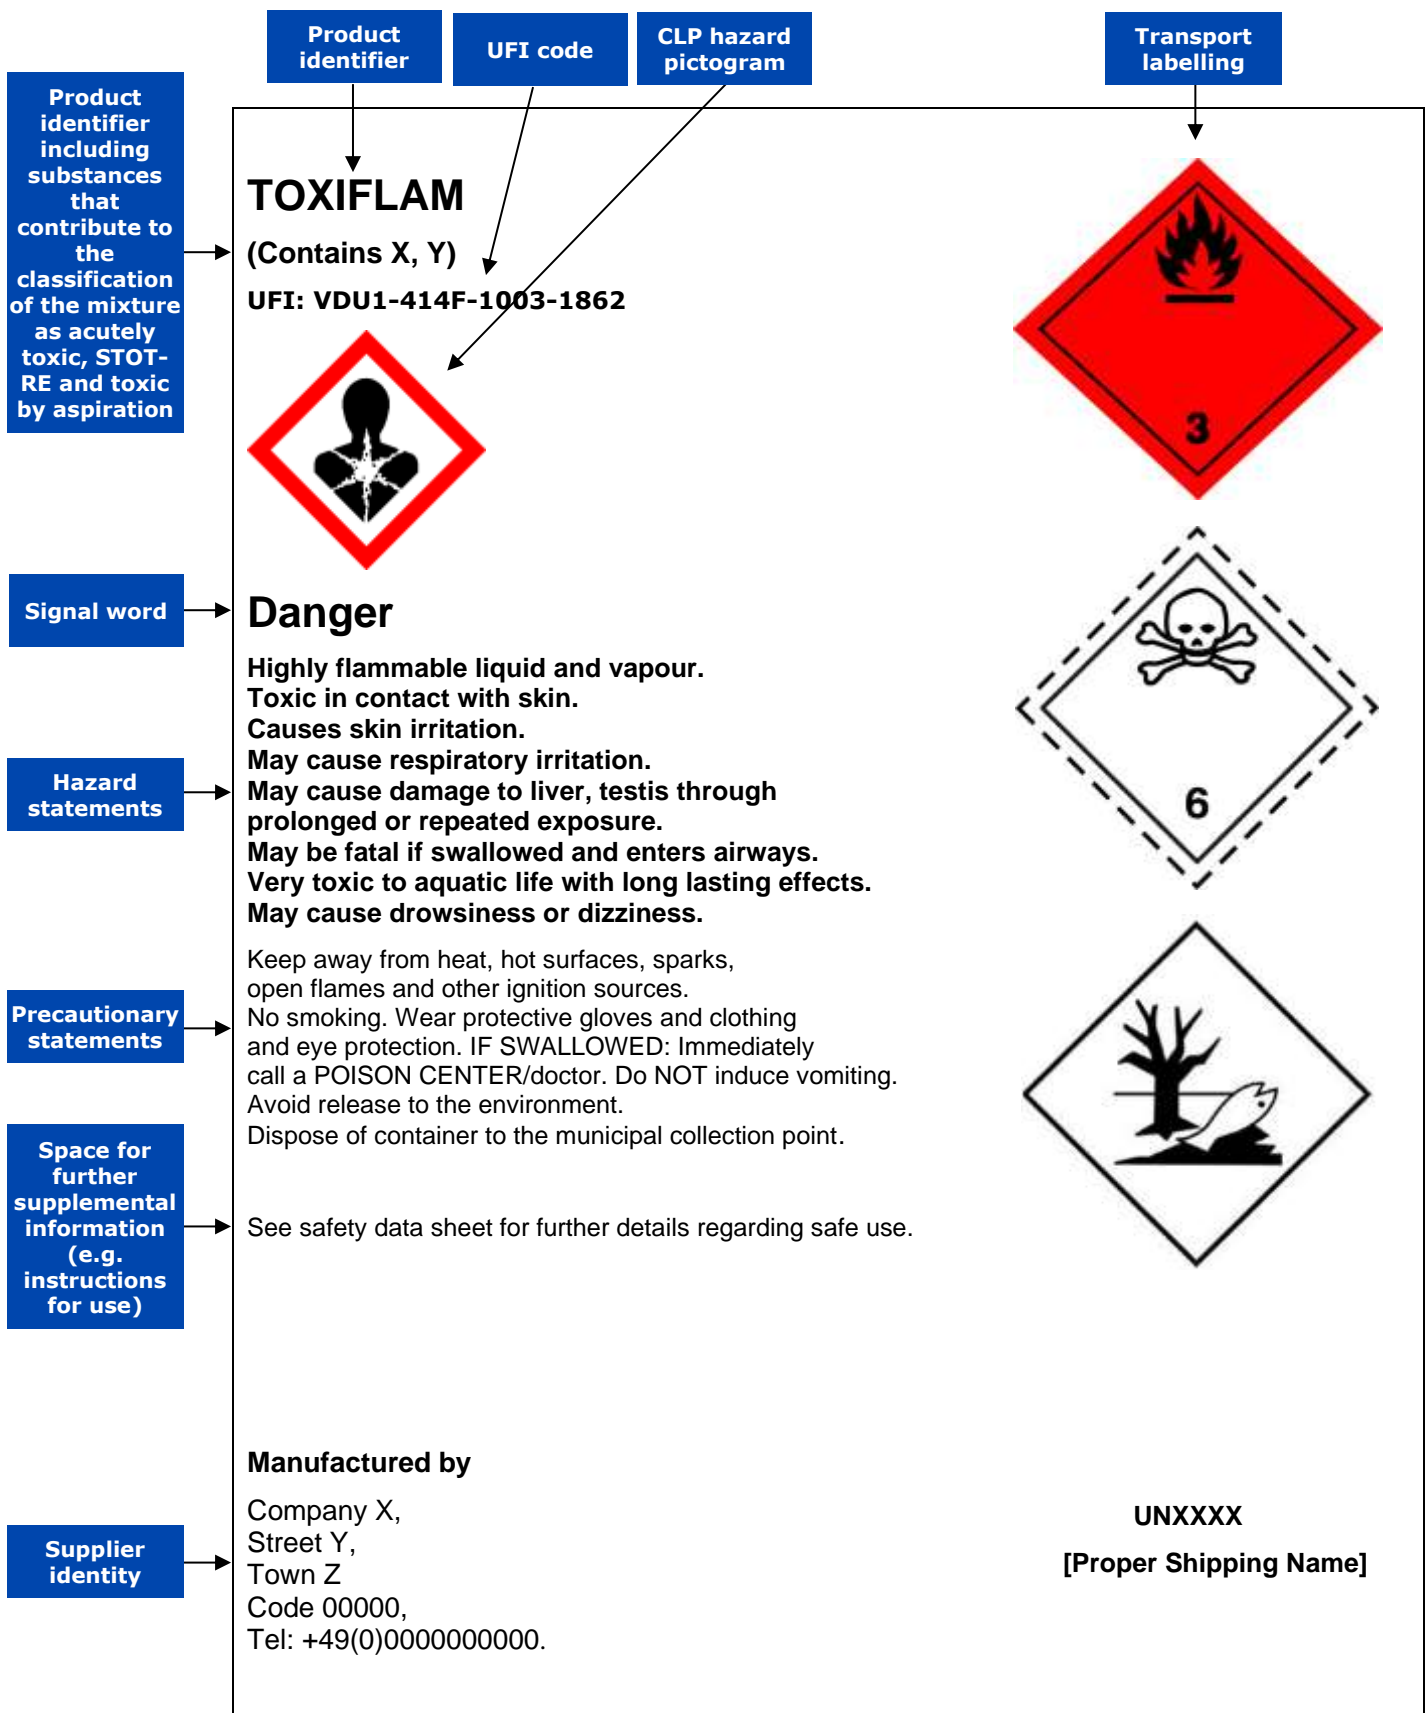 Product
identifier
UFI code
CLP hazard
pictogram
Transport
labelling
Product
identifier
including
substances
that
contribute to
the
classification
of the mixture
as acutely
toxic, STOT-
RE and toxic
by aspiration
TOXIFLAM
(Contains X, Y)
UFI: VDU1-414F-1003-1862
3
Signal word
Danger
Hazard
statements
Highly flammable liquid and vapour.
Toxic in contact with skin.
Causes skin irritation.
May cause respiratory irritation.
May cause damage to liver, testis through
prolonged or repeated exposure.
May be fatal if swallowed and enters airways.
Very toxic to aquatic life with long lasting effects.
May cause drowsiness or dizziness.
6
Precautionary
statements
Keep away from heat, hot surfaces, sparks,
open flames and other ignition sources.
No smoking. Wear protective gloves and clothing
and eye protection. IF SWALLOWED: Immediately
call a POISON CENTER/doctor. Do NOT induce vomiting.
Avoid release to the environment.
Dispose of container to the municipal collection point.
Space for
further
supplemental
information
(e.g.
instructions
for use)
See safety data sheet for further details regarding safe use.
Manufactured by
Supplier
identity
Company X,
Street Y,
Town Z
Code 00000,
Tel: +49(0)0000000000.
UNXXXX
[Proper Shipping Name]